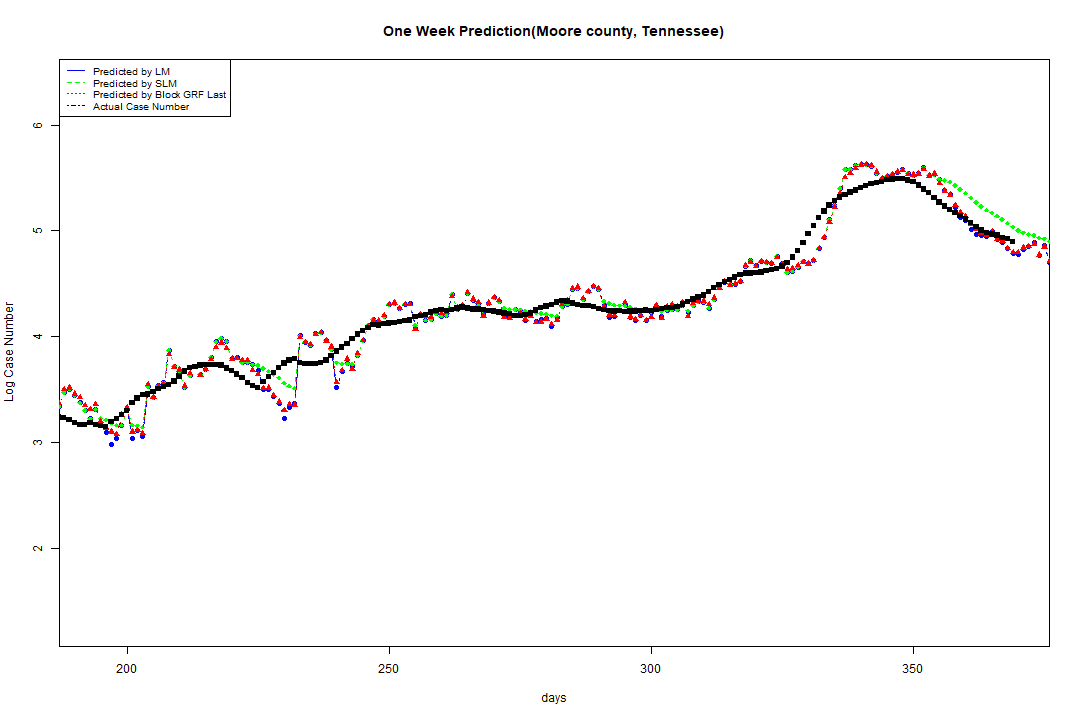 One Week Prediction(Moore county, Tennessee)
Predicted by LM
Predicted by SLM
Predicted by Block GRF Last
Actual Case Number
6
5
4
3
2
Log Case Number
200
250
300
350
days